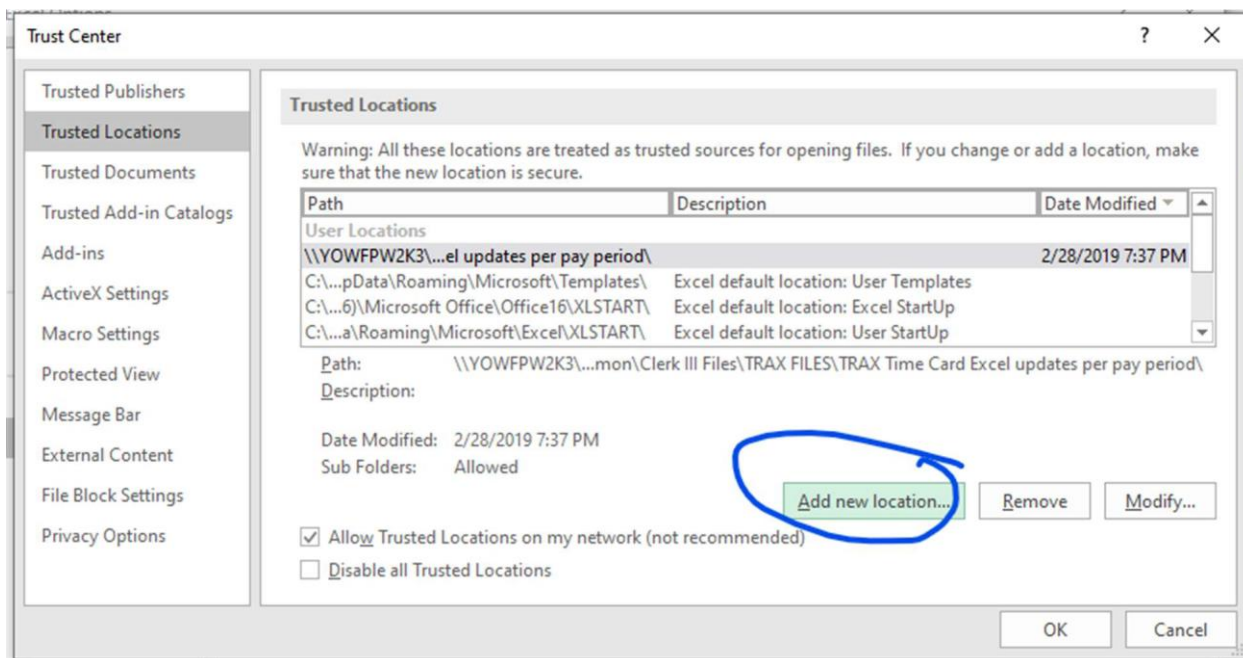 Trust Center
?
Trusted Publishers
Trusted Locations
Trusted Documents
Trusted Add-in Catalogs
Add-ins
ActiveX Settings
Macro Settings
Protected View
Message Bar
External Content
File Block Settings
Privacy Options
Trusted Locations
Warning: All these locations are treated as trusted sources for opening files. If you change or add a location, make
sure that the new location is secure.
Path Description Date Modified
User Locations
\\YOWFPW2K3\...el updates per pay period\ 2/28/2019 7:37 PM
C:\...pData\Roaming\Microsoft\Templates\ Excel default location: User Templates
C:\...6)\Microsoft Office\Office16\XLSTART\ Excel default location: Excel StartUp
C:\...a\Roaming\Microsoft\Excel\XLSTART\ Excel default location: User StartUp
Path: \\YOWFPW2K3\...mon\Clerk III Files\TRAX FILES\TRAX Time Card Excel updates per pay period\
Description:
Date Modified: 2/28/2019 7:37 PM
Sub Folders: Allowed
Add new location... Remove Modify...
Allow Trusted Locations on my network (not recommended)
Disable all Trusted Locations
OK Cancel